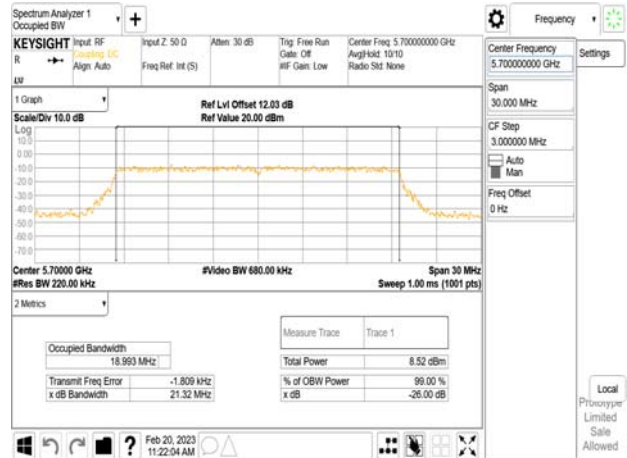 Spectrum Analyzer 1
Occupied BW
Frequency
KEYSIGHT
R
LXI
Input: RF
Coupling: DC
Align: Auto
Input Z: 50 Ω
Freq Ref: Int (S)
Atten: 30 dB
Trig: Free Run
Gate: Off
#IF Gain: Low
Center Freq: 5.700000000 GHz
Avg|Hold: 10/10
Radio Std: None
Center Frequency
5.700000000 GHz
Settings
Span
30.000 MHz
CF Step
3.000000 MHz
Auto
Man
Freq Offset
0 Hz
1 Graph
Scale/Div 10.0 dB
Ref Lvl Offset 12.03 dB
Ref Value 20.00 dBm
Log
10.0
0.00
-10.0
-20.0
-30.0
-40.0
-50.0
-60.0
-70.0
Center 5.70000 GHz
#Res BW 220.00 kHz
#Video BW 680.00 kHz
Span 30 MHz
Sweep 1.00 ms (1001 pts)
2 Metrics
Measure Trace
Trace 1
Occupied Bandwidth
18.993 MHz
Total Power
8.52 dBm
Transmit Freq Error
-1.809 kHz
% of OBW Power
99.00 %
x dB Bandwidth
21.32 MHz
x dB
-26.00 dB
Local
Prototype
Limited
Sale
Allowed
?
Feb 20, 2023
11:22:04 AM